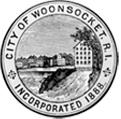 CITY OF WOONSOCKET, R.I.
INCORPORATED 1888.